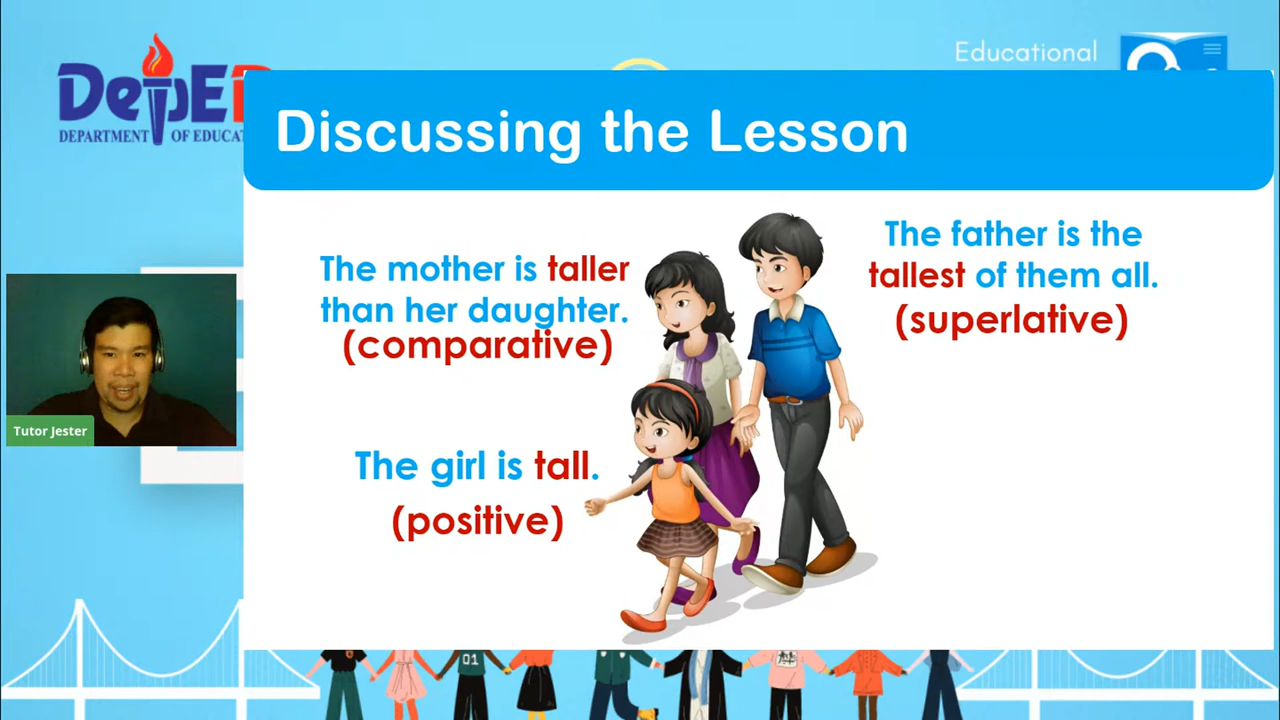 DepED
DEPARTMENT OF EDUCAT
Educational
Discussing the Lesson
The mother is taller
than her daughter.
(comparative)
The father is the
tallest of them all.
(superlative)
Tutor Jester
The girl is tall.
(positive)
01